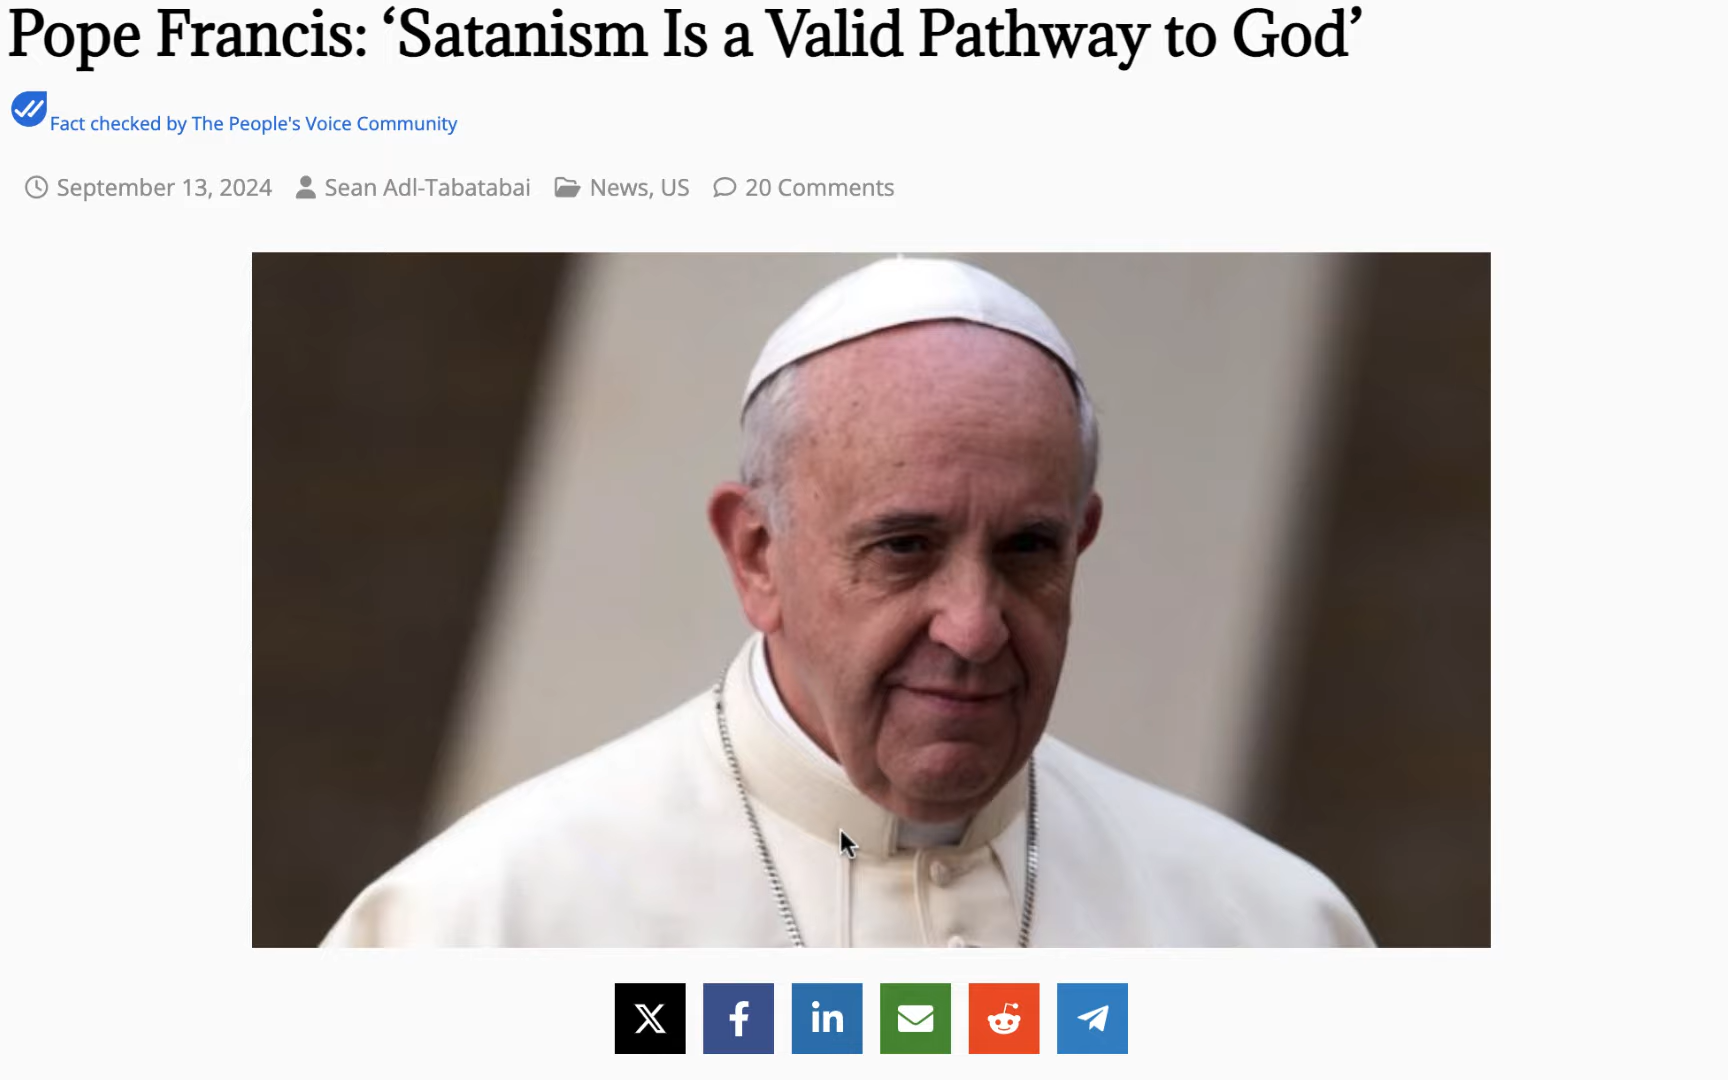 Pope Francis: ‘Satanism Is a Valid Pathway to God’
Fact checked by The People's Voice Community
September 13, 2024 Sean Adl-Tabatabai News, US 20 Comments